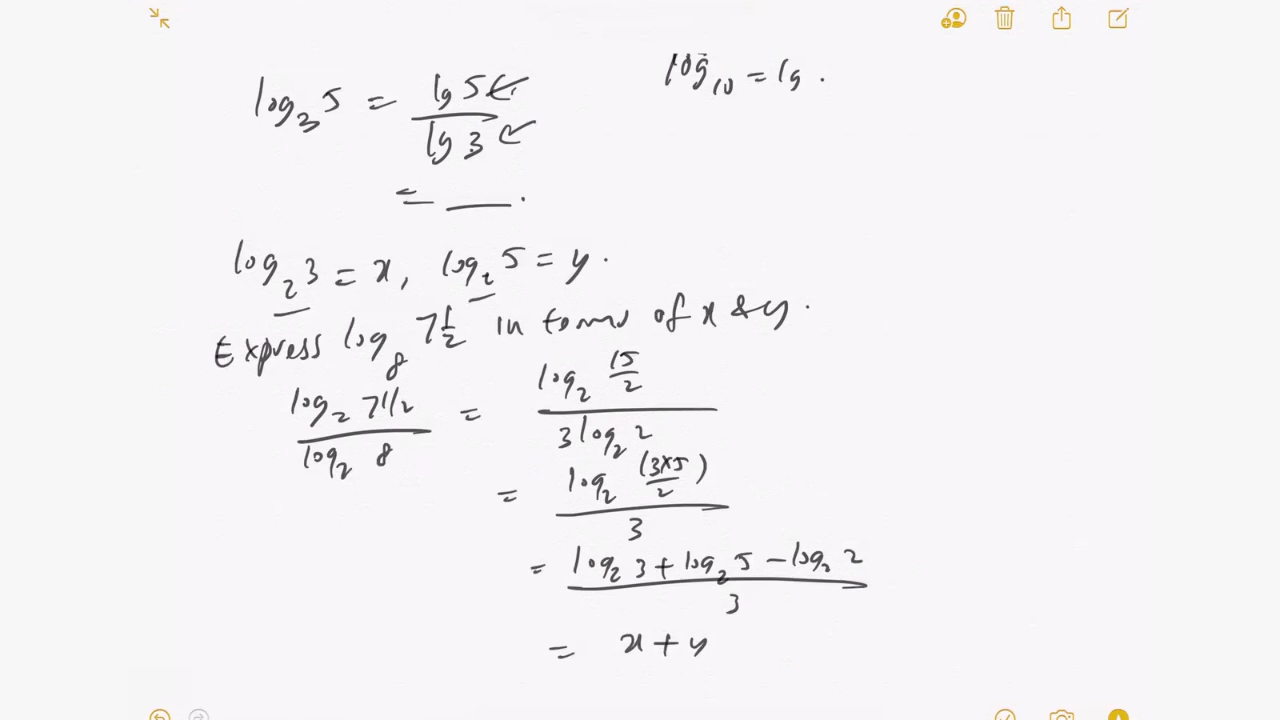 log₃5 = lg 5 / lg 3
log₁₀ = lg .
= ___ .
log₂3 = x, log₂5 = y .
Express log₈ 7½ in terms of x & y .
log₂ 7½ / log₂ 8 = log₂ 15/2 / 3 log₂ 2
= log₂ (3×5/2) / 3
= log₂ 3 + log₂ 5 − log₂ 2 / 3
= x + y